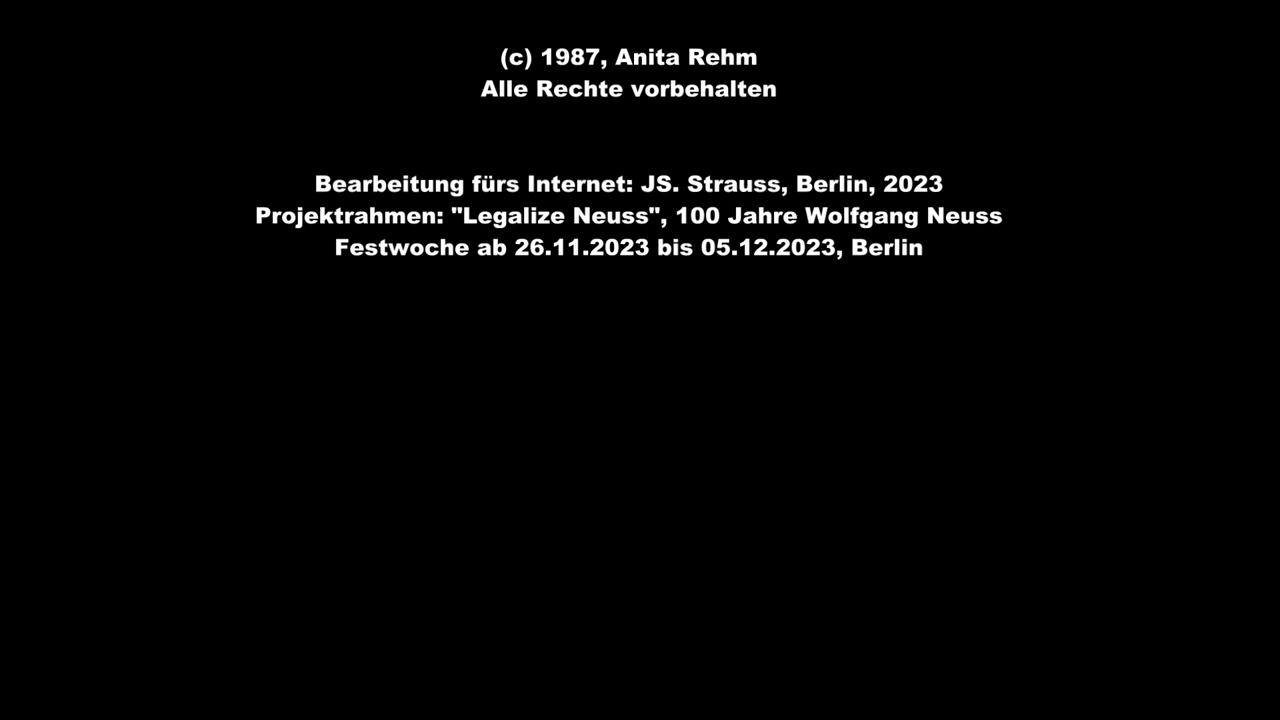 (c) 1987, Anita Rehm
Alle Rechte vorbehalten
Bearbeitung fürs Internet: JS. Strauss, Berlin, 2023
Projektrahmen: "Legalize Neuss", 100 Jahre Wolfgang Neuss
Festwoche ab 26.11.2023 bis 05.12.2023, Berlin